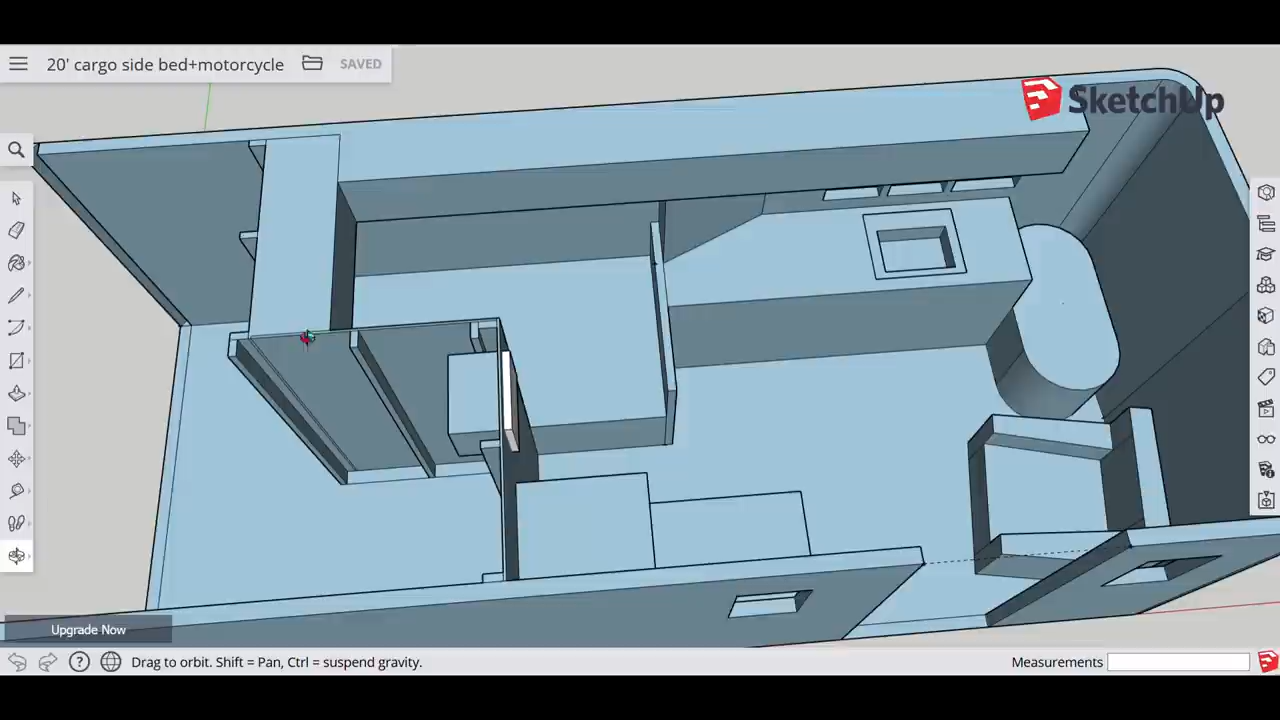 20' cargo side bed+motorcycle
SAVED
SketchUp
Upgrade Now
Drag to orbit. Shift = Pan, Ctrl = suspend gravity.
Measurements